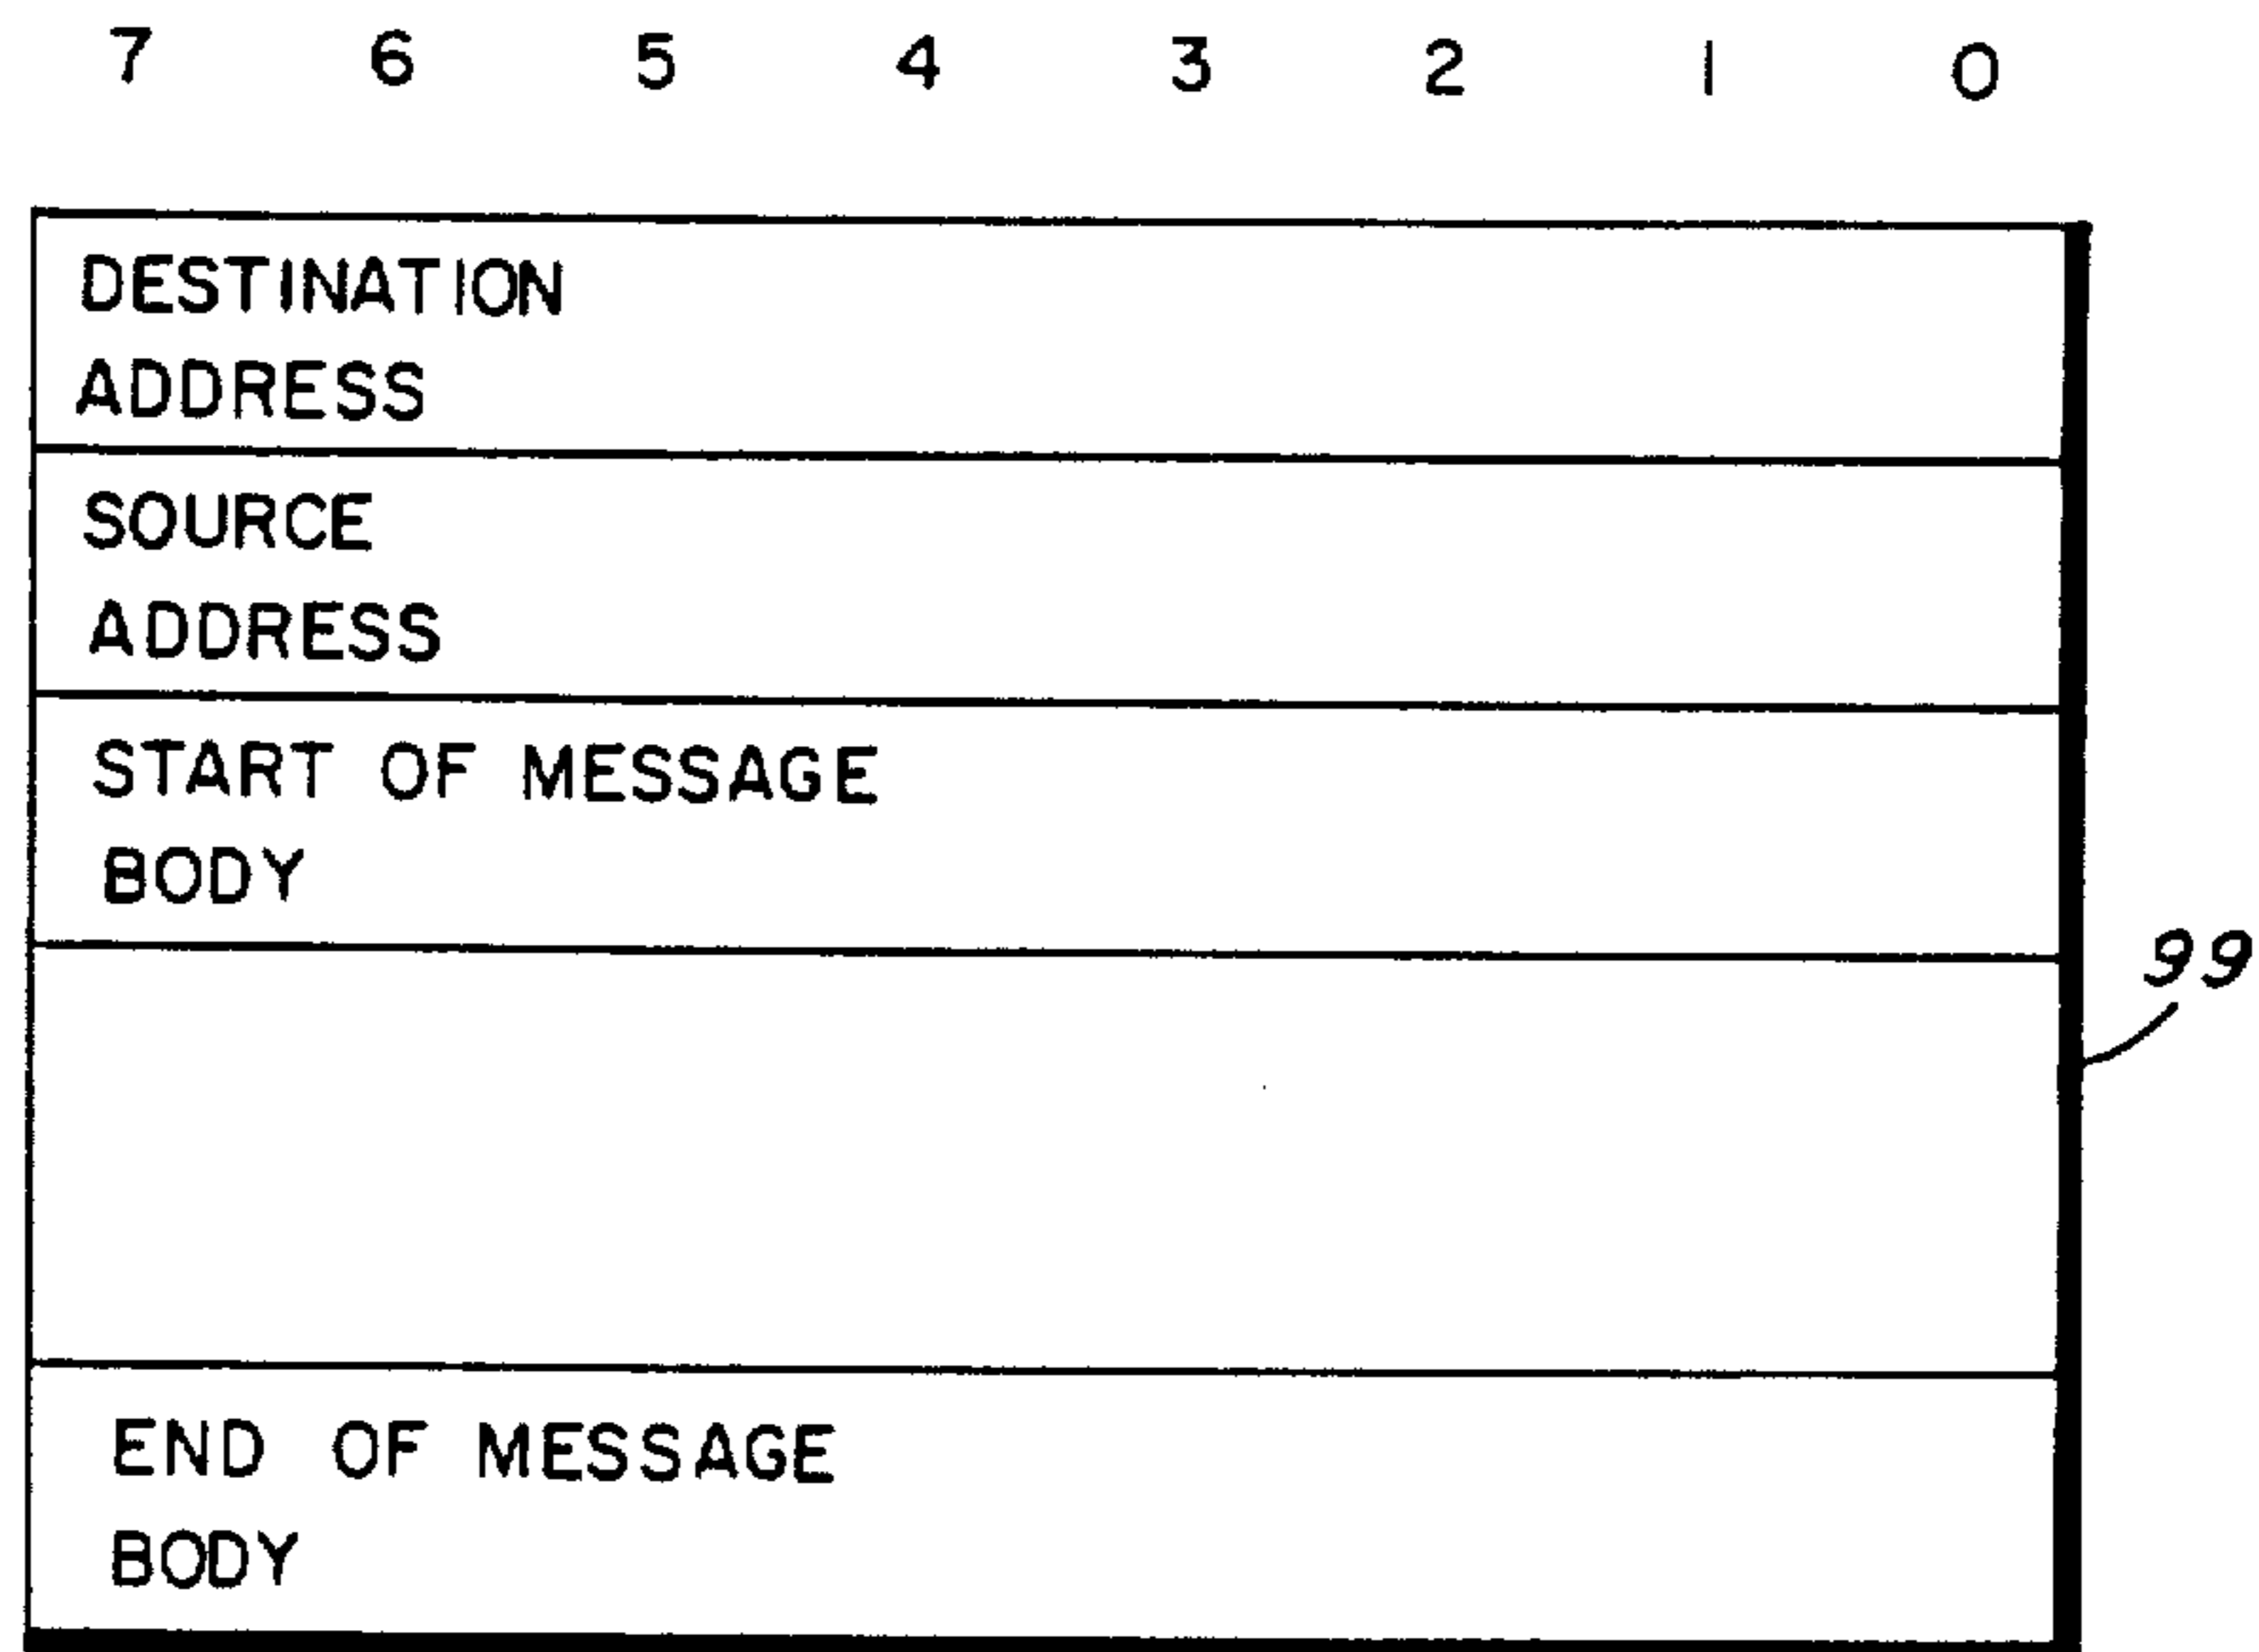 7 6 5 4 3 2 1 0
DESTINATION
ADDRESS
SOURCE
ADDRESS
START OF MESSAGE
BODY
99
END OF MESSAGE
BODY